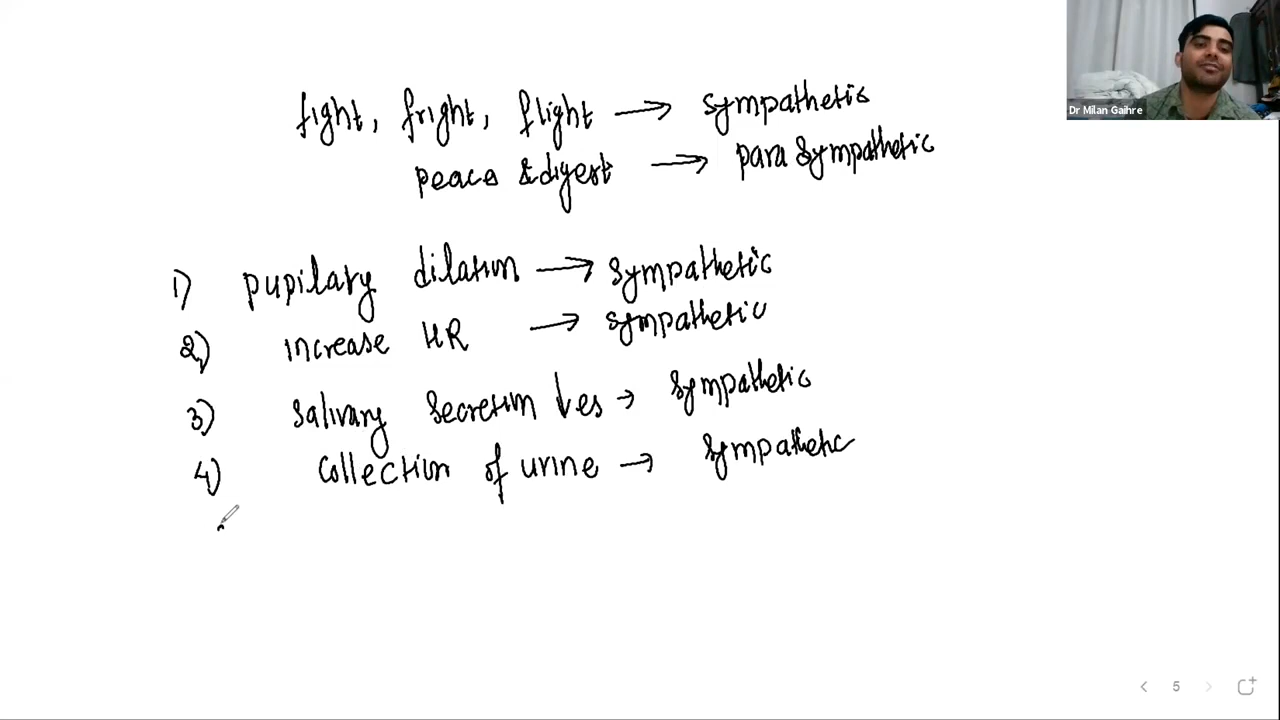 Dr Milan Gaihre
fight, fright, flight → sympathetic
peace & digest → para sympathetic
1) pupilary dilation → sympathetic
2) increase HR → sympathetic
3) salivary secretion ↓es → sympathetic
4) collection of urine → sympathetic
5